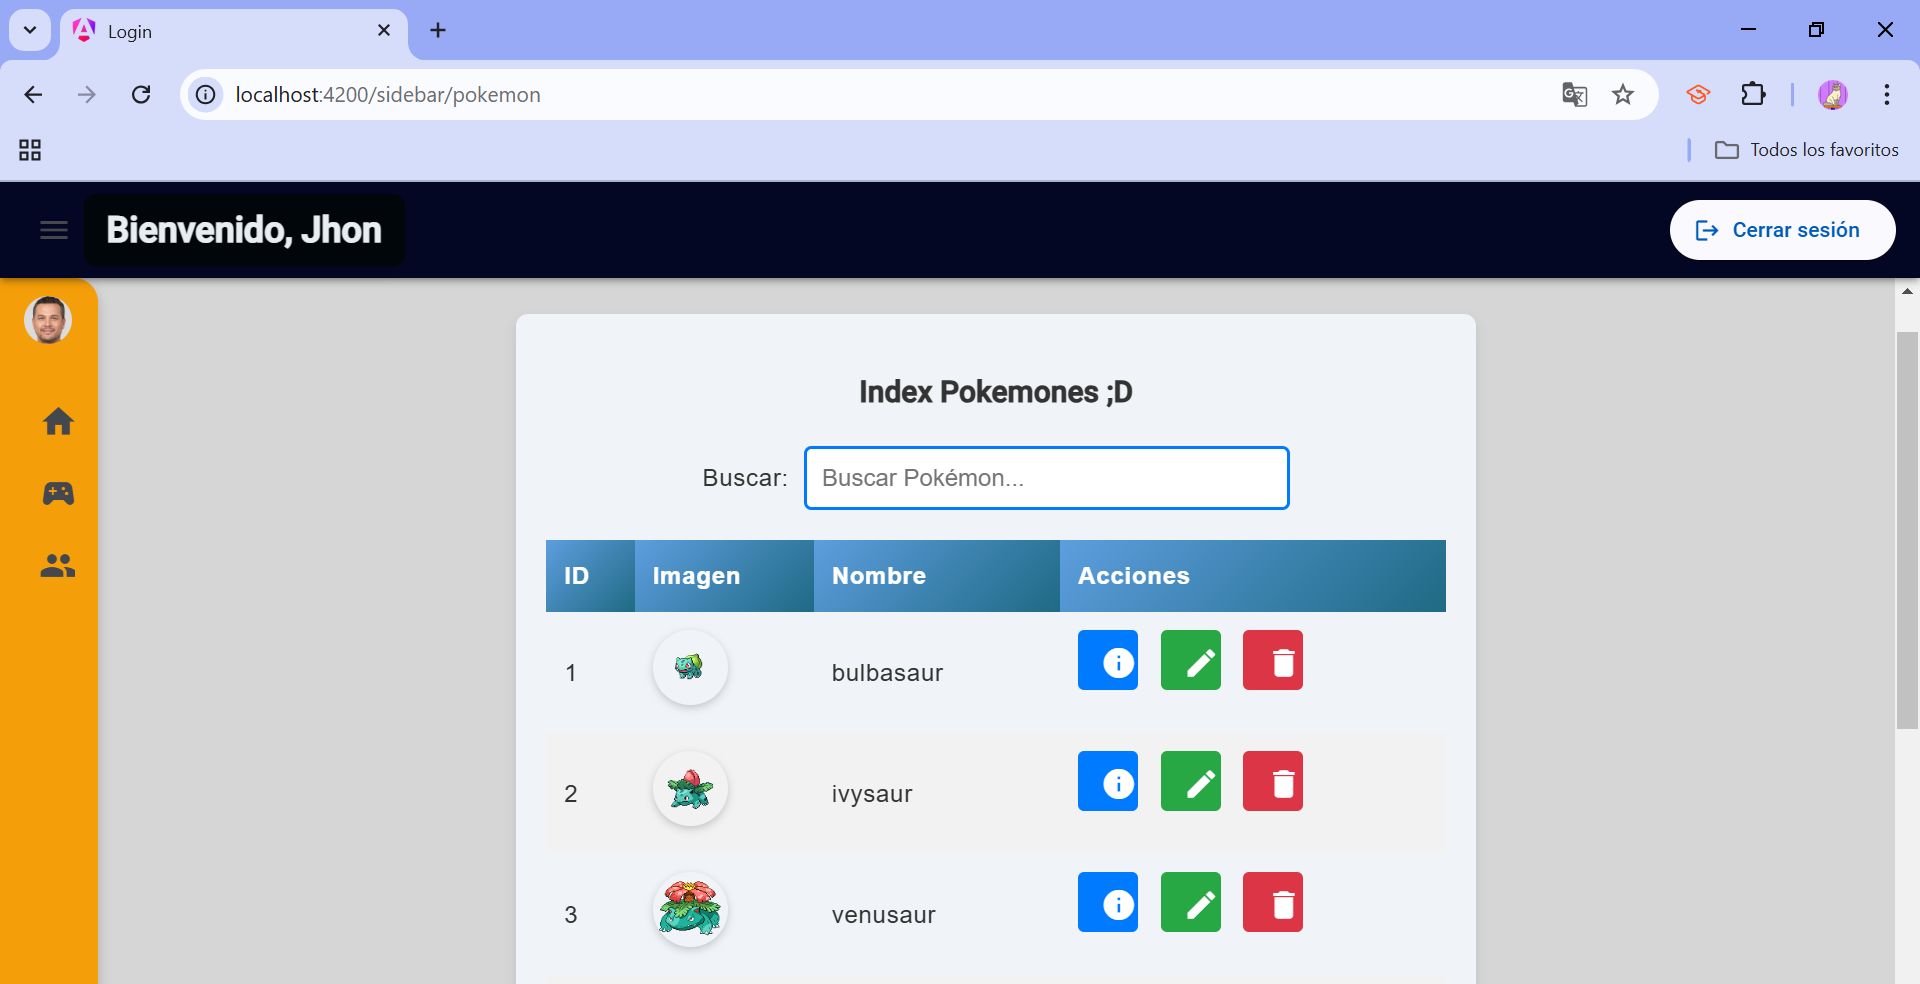 Login
localhost:4200/sidebar/pokemon
Todos los favoritos
Bienvenido, Jhon
Cerrar sesión
Index Pokemones ;D
Buscar: Buscar Pokémon...
ID Imagen Nombre Acciones
1 bulbasaur
2 ivysaur
3 venusaur